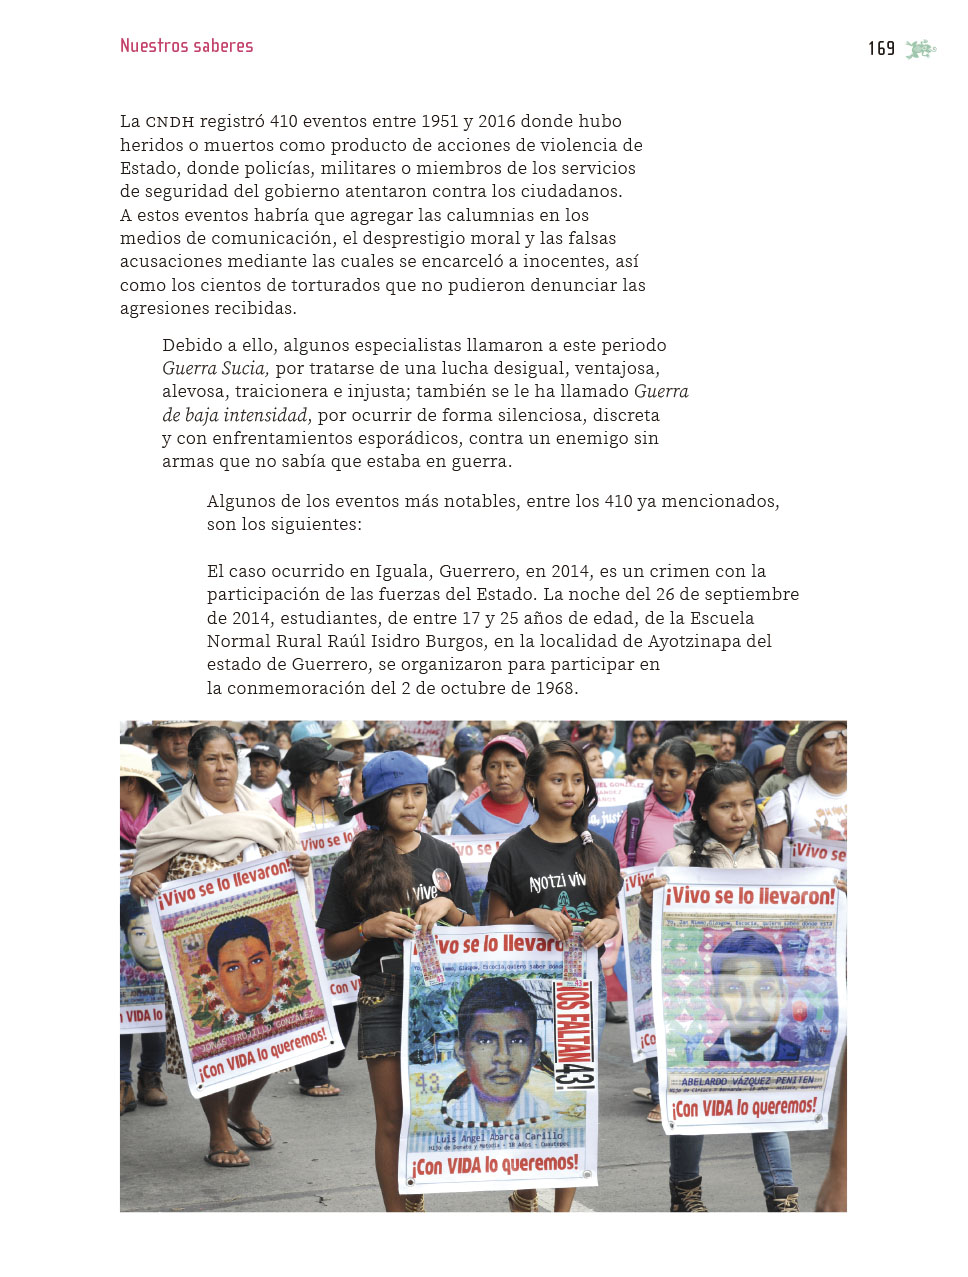 Nuestros saberes
169
La CNDH registró 410 eventos entre 1951 y 2016 donde hubo
heridos o muertos como producto de acciones de violencia de
Estado, donde policías, militares o miembros de los servicios
de seguridad del gobierno atentaron contra los ciudadanos.
A estos eventos habría que agregar las calumnias en los
medios de comunicación, el desprestigio moral y las falsas
acusaciones mediante las cuales se encarceló a inocentes, así
como los cientos de torturados que no pudieron denunciar las
agresiones recibidas.
Debido a ello, algunos especialistas llamaron a este periodo
Guerra Sucia, por tratarse de una lucha desigual, ventajosa,
alevosa, traicionera e injusta; también se le ha llamado Guerra
de baja intensidad, por ocurrir de forma silenciosa, discreta
y con enfrentamientos esporádicos, contra un enemigo sin
armas que no sabía que estaba en guerra.
Algunos de los eventos más notables, entre los 410 ya mencionados,
son los siguientes:
El caso ocurrido en Iguala, Guerrero, en 2014, es un crimen con la
participación de las fuerzas del Estado. La noche del 26 de septiembre
de 2014, estudiantes, de entre 17 y 25 años de edad, de la Escuela
Normal Rural Raúl Isidro Burgos, en la localidad de Ayotzinapa del
estado de Guerrero, se organizaron para participar en
la conmemoración del 2 de octubre de 1968.
¡Vivo se lo llevaron!
JONAS TRUJILLO GONZALEZ
¡Con VIDA lo queremos!
Vivo se lo
vive
Ayotzi viv
vo se lo llevaro
NOS FALTAN 43!
43
Luis Angel Abarca Carrillo
¡Con VIDA lo queremos!
¡Vivo se lo llevaron!
ABELARDO VAZQUEZ PENITEN
¡Con VIDA lo queremos!
¡Vivo se
VIDA lo